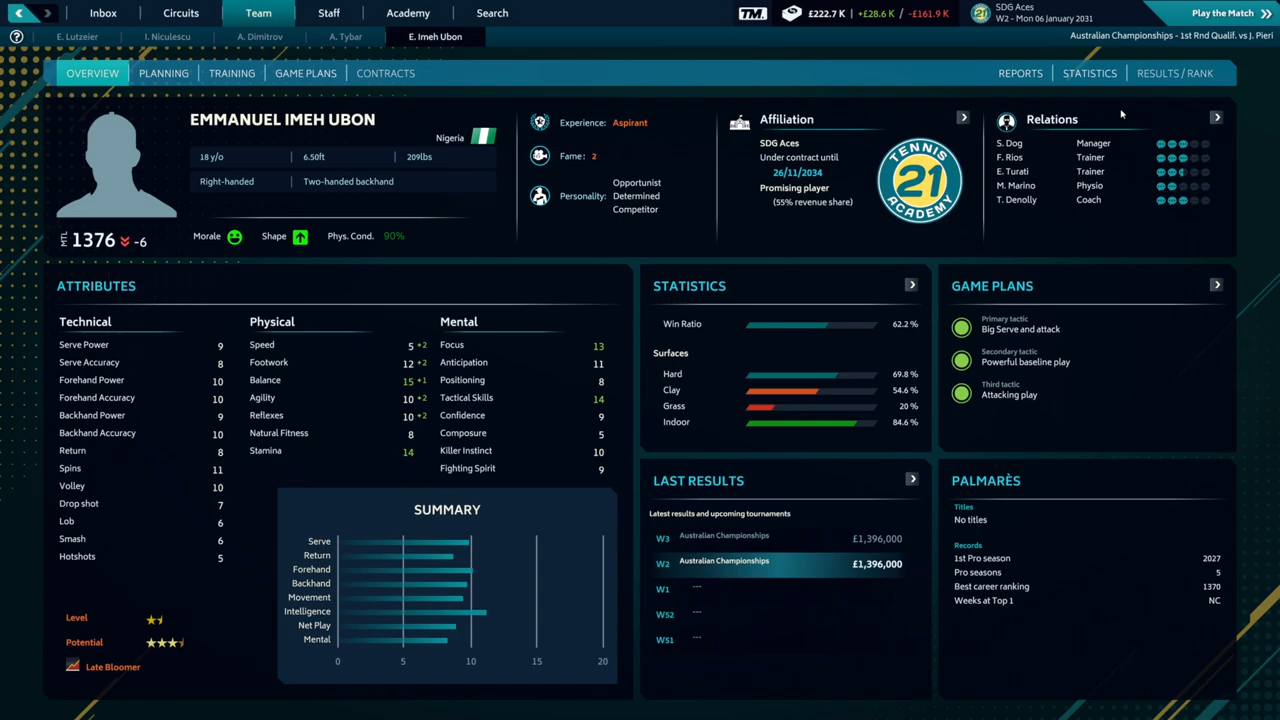 Inbox
Circuits
Team
Staff
Academy
Search
TM.
£222.7 K | +£28.6 K / -£161.9 K
21
SDG Aces
W2 - Mon 06 January 2031
Play the Match
?
E. Lutzeier
I. Niculescu
A. Dimitrov
A. Tybar
E. Imeh Ubon
Australian Championships - 1st Rnd Qualif. vs J. Pieri
OVERVIEW
PLANNING
TRAINING
GAME PLANS
CONTRACTS
REPORTS
STATISTICS
RESULTS / RANK
EMMANUEL IMEH UBON
Nigeria
18 y/o
6.50ft
209lbs
Right-handed
Two-handed backhand
MTL 1376 -6
Morale
Shape
Phys. Cond. 90%
Experience: Aspirant
Fame: 2
Personality: Opportunist
Determined
Competitor
Affiliation
SDG Aces
Under contract until
26/11/2034
Promising player
(55% revenue share)
TENNIS
21
ACADEMY
Relations
S. Dog Manager
F. Rios Trainer
E. Turati Trainer
M. Marino Physio
T. Denolly Coach
ATTRIBUTES
Technical
Serve Power 9
Serve Accuracy 8
Forehand Power 10
Forehand Accuracy 10
Backhand Power 9
Backhand Accuracy 10
Return 8
Spins 11
Volley 10
Drop shot 7
Lob 6
Smash 6
Hotshots 5
Physical
Speed 5 +2
Footwork 12 +2
Balance 15 +1
Agility 10 +2
Reflexes 10 +2
Natural Fitness 8
Stamina 14
Mental
Focus 13
Anticipation 11
Positioning 8
Tactical Skills 14
Confidence 9
Composure 5
Killer Instinct 10
Fighting Spirit 9
Level
Potential
Late Bloomer
SUMMARY
Serve
Return
Forehand
Backhand
Movement
Intelligence
Net Play
Mental
0 5 10 15 20
STATISTICS
Win Ratio 62.2 %
Surfaces
Hard 69.8 %
Clay 54.6 %
Grass 20 %
Indoor 84.6 %
GAME PLANS
Primary tactic
Big Serve and attack
Secondary tactic
Powerful baseline play
Third tactic
Attacking play
LAST RESULTS
Latest results and upcoming tournaments
W3 Australian Championships £1,396,000
W2 Australian Championships £1,396,000
W1 ---
W52 ---
W51 ---
PALMARÈS
Titles
No titles
Records
1st Pro season 2027
Pro seasons 5
Best career ranking 1370
Weeks at Top 1 NC